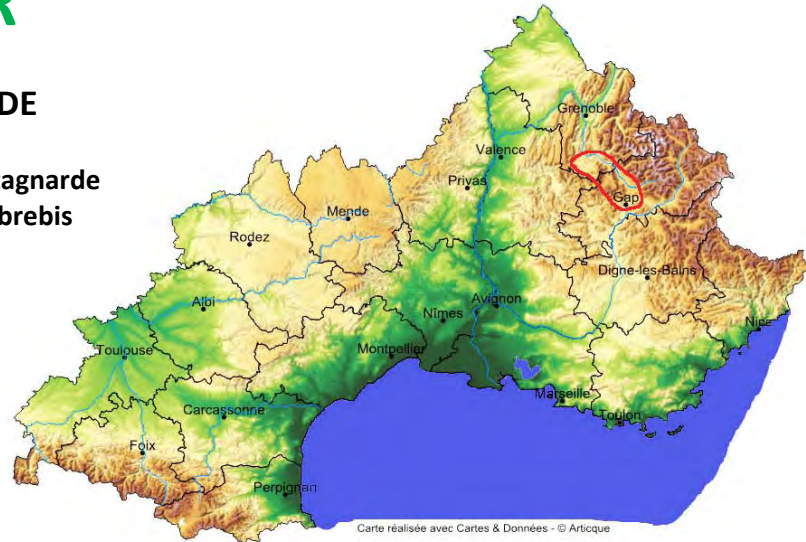 R
DE
agnarde
brebis
Grenoble
Valence
Privas
Gap
Mende
Rodez
Digne-les-Bains
Albi
Avignon
Nîmes
Nice
Toulouse
Montpellier
Marseille
Carcassonne
Toulon
Foix
Perpignan
Carte réalisée avec Cartes & Données - © Articque